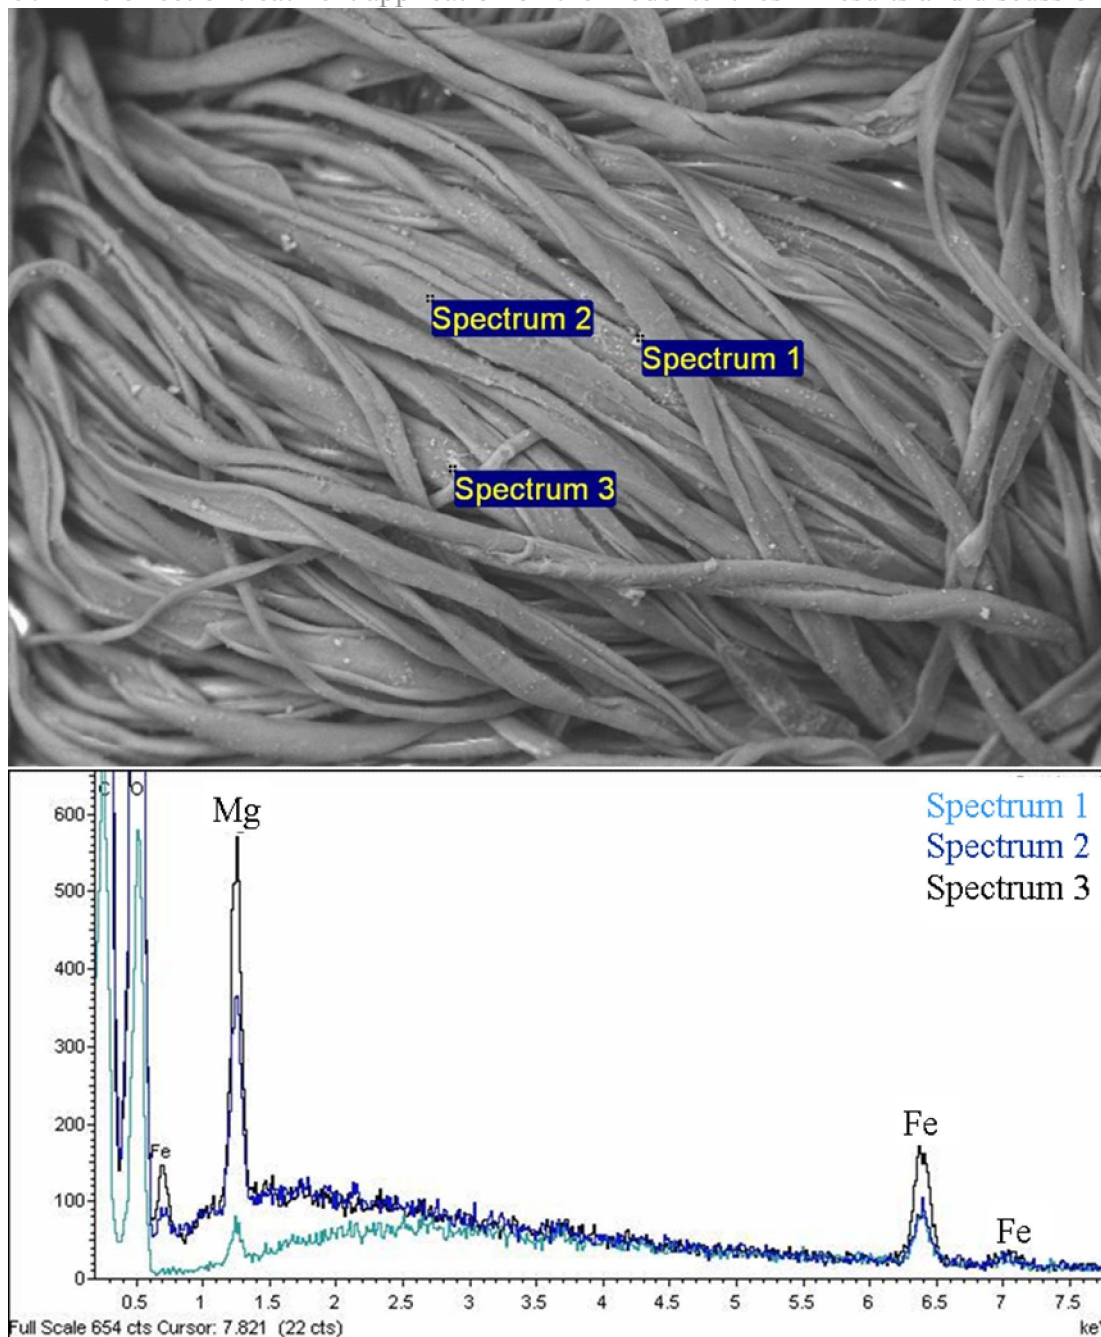 Spectrum 2
Spectrum 1
Spectrum 3
Mg
Spectrum 1
Spectrum 2
Spectrum 3
C
O
600
500
400
300
200
100
0
Fe
Fe
Fe
0.5 1 1.5 2 2.5 3 3.5 4 4.5 5 5.5 6 6.5 7 7.5
Full Scale 654 cts Cursor: 7.821 (22 cts)